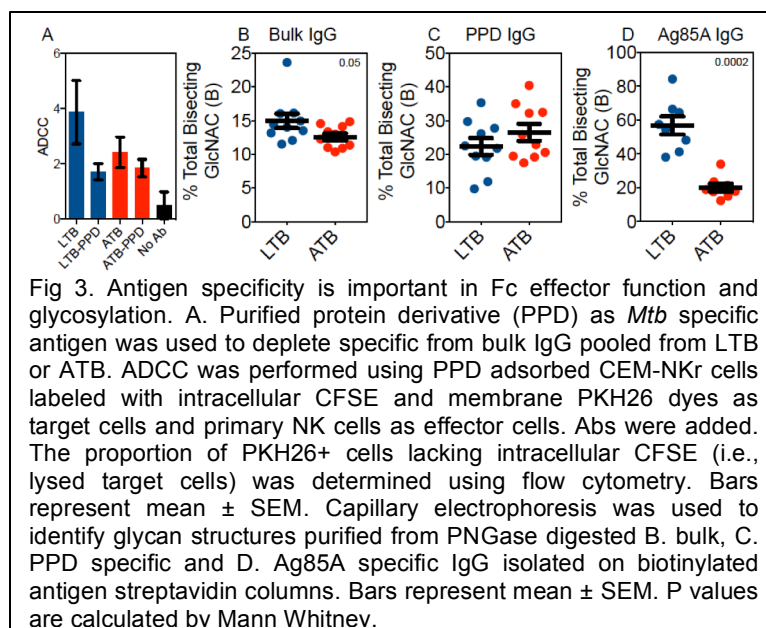 A B Bulk IgG C PPD IgG D Ag85A IgG
6
4
2
0
ADCC
LTB
LTB-PPD
ATB
ATB-PPD
No Ab
% Total Bisecting
GlcNAC (B)
25
20
15
10
5
0
0.05
LTB
ATB
% Total Bisecting
GlcNAC (B)
50
40
30
20
10
0
LTB
ATB
% Total Bisecting
GlcNAC (B)
100
80
60
40
20
0
0.0002
LTB
ATB
Fig 3. Antigen specificity is important in Fc effector function and
glycosylation. A. Purified protein derivative (PPD) as Mtb specific
antigen was used to deplete specific from bulk IgG pooled from LTB
or ATB. ADCC was performed using PPD adsorbed CEM-NKr cells
labeled with intracellular CFSE and membrane PKH26 dyes as
target cells and primary NK cells as effector cells. Abs were added.
The proportion of PKH26+ cells lacking intracellular CFSE (i.e.,
lysed target cells) was determined using flow cytometry. Bars
represent mean ± SEM. Capillary electrophoresis was used to
identify glycan structures purified from PNGase digested B. bulk, C.
PPD specific and D. Ag85A specific IgG isolated on biotinylated
antigen streptavidin columns. Bars represent mean ± SEM. P values
are calculated by Mann Whitney.